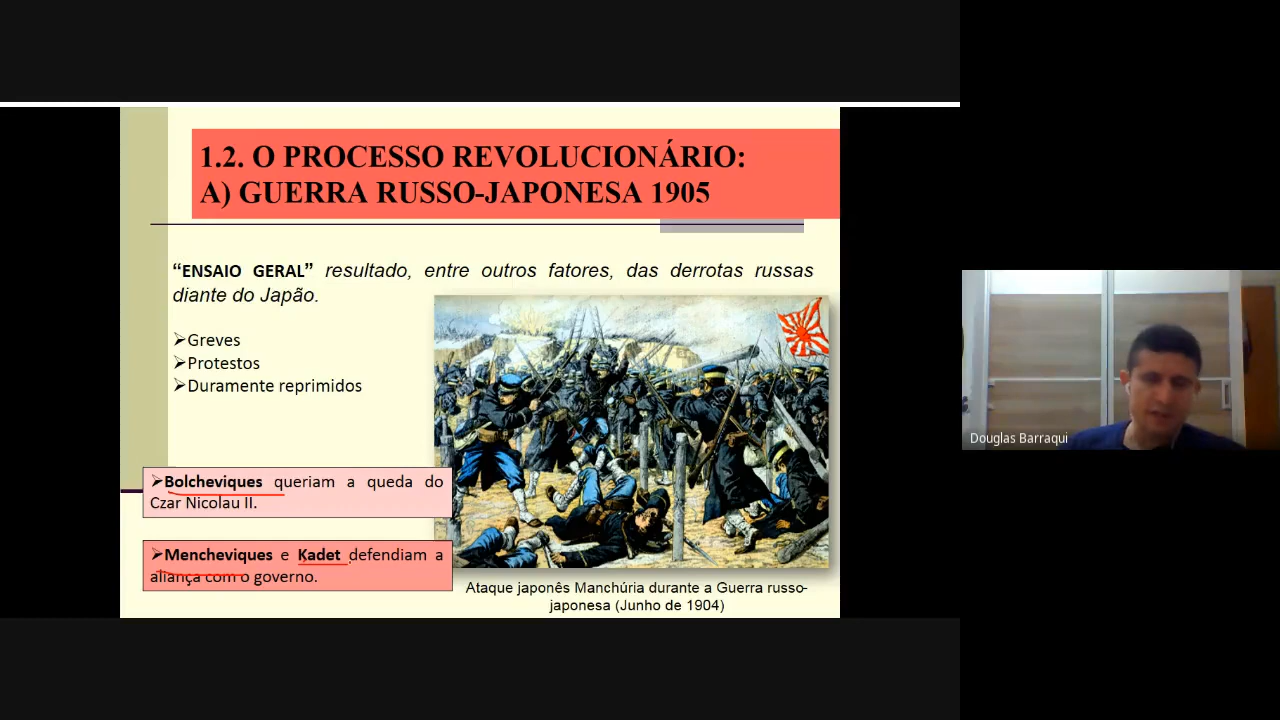 1.2. O PROCESSO REVOLUCIONÁRIO:
A) GUERRA RUSSO-JAPONESA 1905
“ENSAIO GERAL” resultado, entre outros fatores, das derrotas russas
diante do Japão.
➢Greves
➢Protestos
➢Duramente reprimidos
➢Bolcheviques queriam a queda do
Czar Nicolau II.
➢Mencheviques e Kadet defendiam a
aliança com o governo.
Ataque japonês Manchúria durante a Guerra russo-
japonesa (Junho de 1904)
Douglas Barraqui